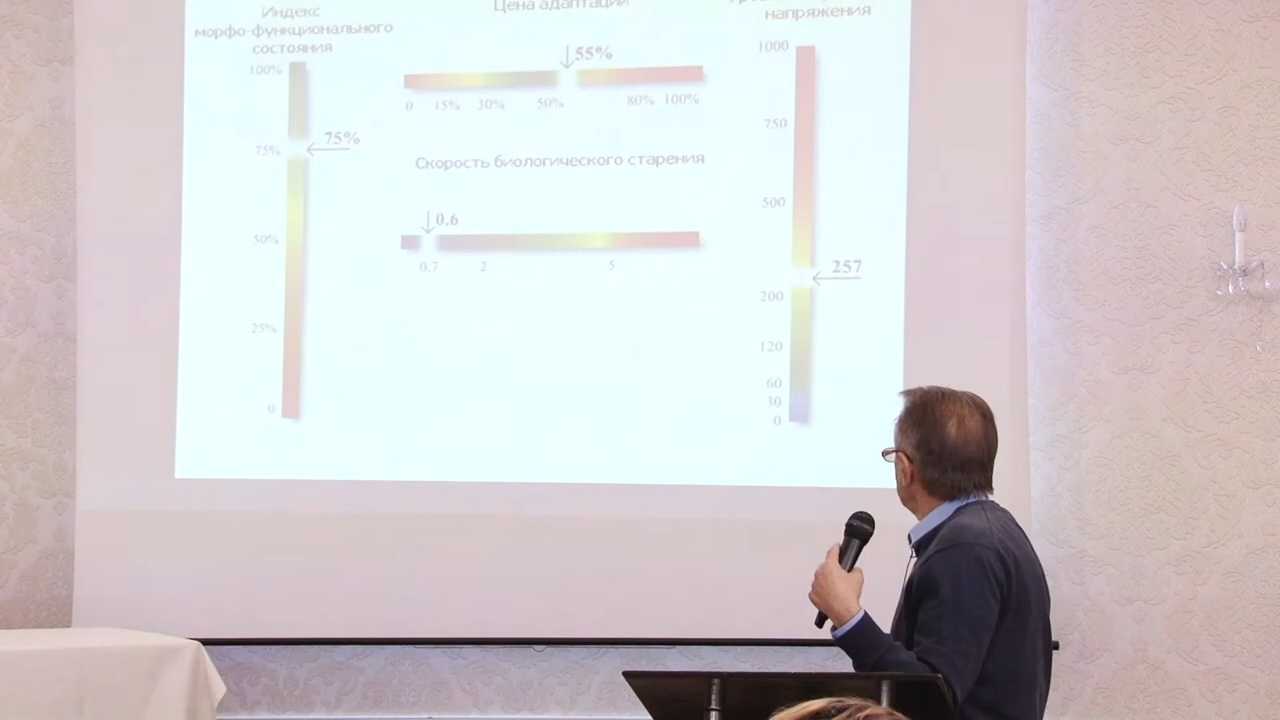 Индекс
морфо-функционального
состояния
100%
75%
75%
50%
25%
0
Цена адаптации
55%
0 15% 30% 50% 80% 100%
Скорость биологического старения
0.6
0,7 2 5
напряжения
1000
750
500
257
200
120
60
30
0